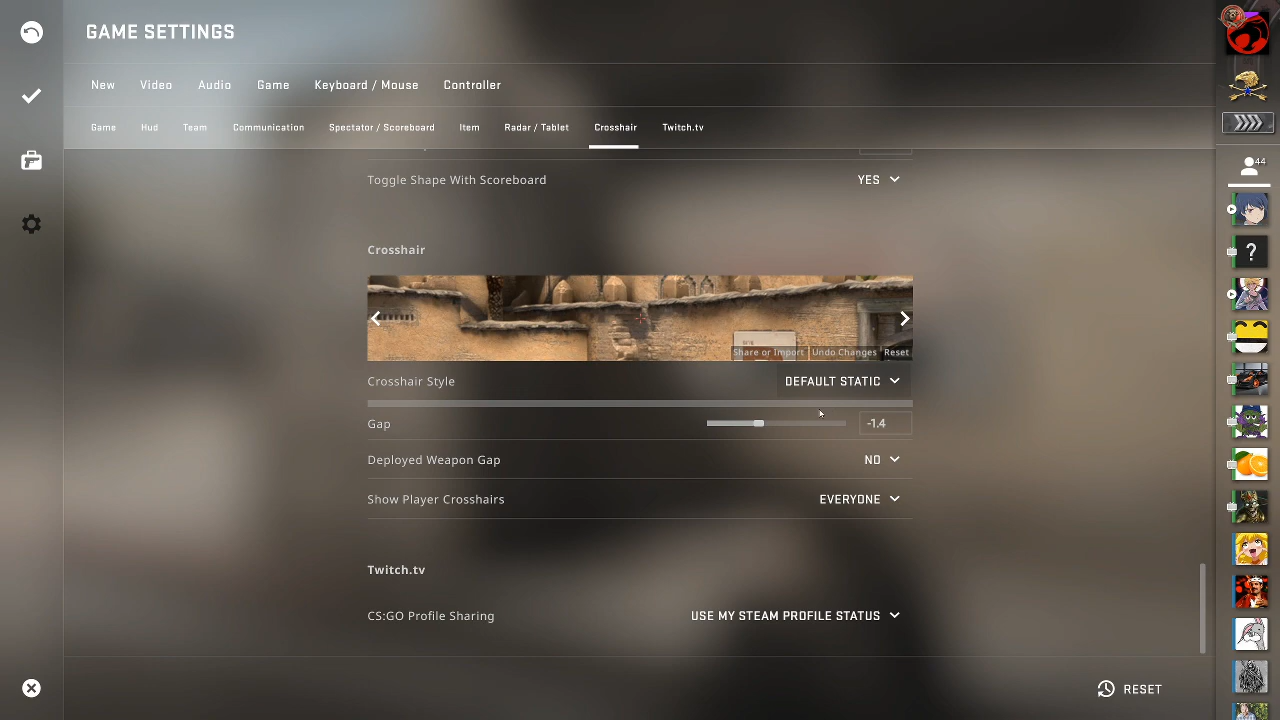 GAME SETTINGS
New Video Audio Game Keyboard / Mouse Controller
Game Hud Team Communication Spectator / Scoreboard Item Radar / Tablet Crosshair Twitch.tv
44
Toggle Shape With Scoreboard YES
Crosshair
Share or Import Undo Changes Reset
Crosshair Style DEFAULT STATIC
Gap -1.4
Deployed Weapon Gap NO
Show Player Crosshairs EVERYONE
Twitch.tv
CS:GO Profile Sharing USE MY STEAM PROFILE STATUS
RESET
?